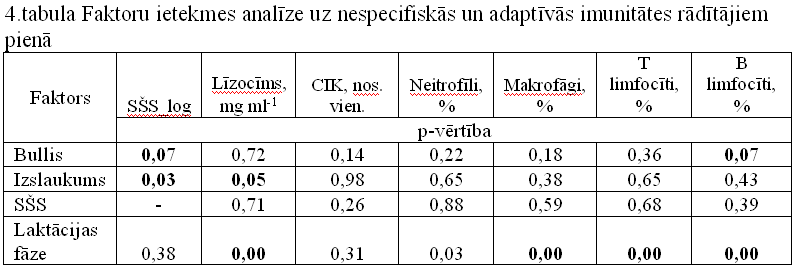 4.tabula Faktoru ietekmes analīze uz nespecifiskās un adaptīvās imunitātes rādītājiem
pienā
Faktors SŠS_log Līzocīms, mg ml-1 CIK, nos. vien. Neitrofīli, % Makrofāgi, % T limfocīti, % B limfocīti, %
p-vērtība
Bullis 0,07 0,72 0,14 0,22 0,18 0,36 0,07
Izslaukums 0,03 0,05 0,98 0,65 0,38 0,65 0,43
SŠS - 0,71 0,26 0,88 0,59 0,68 0,39
Laktācijas fāze 0,38 0,00 0,31 0,03 0,00 0,00 0,00